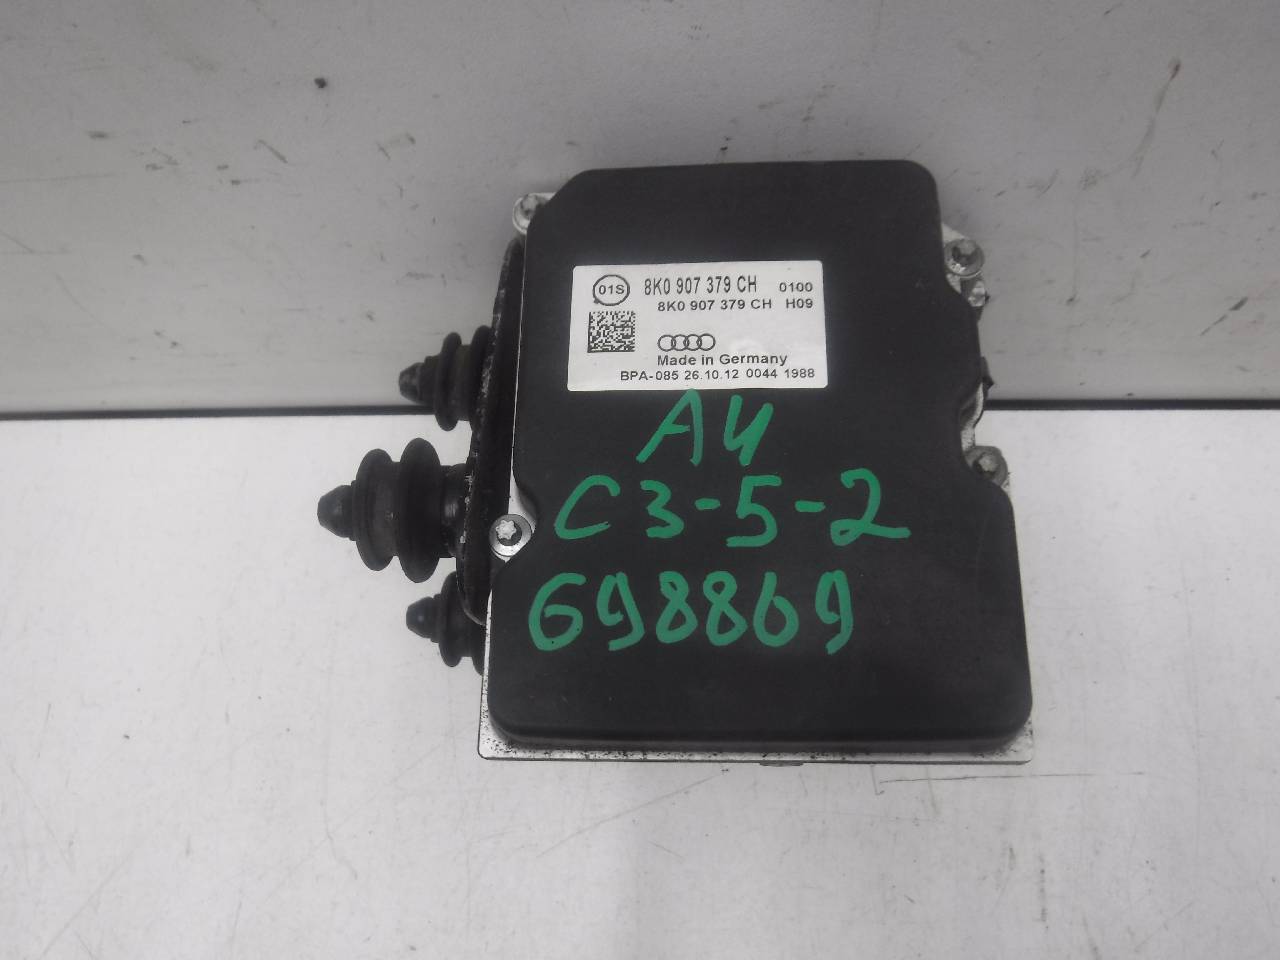 01S 8K0 907 379 CH 0100
8K0 907 379 CH H09
Made in Germany
BPA-085 26.10.12 0044 1988
A4
C3-5-2
698869